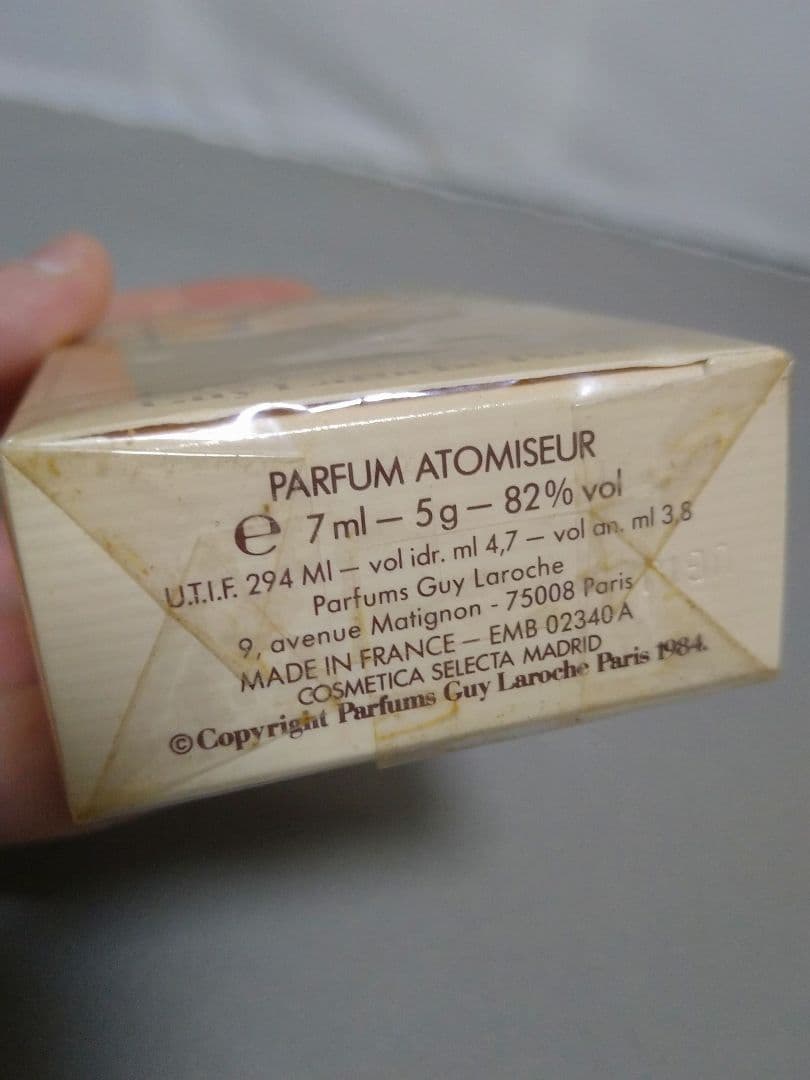 PARFUM ATOMISEUR
e 7 ml — 5 g — 82% vol
U.T.I.F. 294 MI — vol idr. ml 4,7 — vol an. ml 3,8
Parfums Guy Laroche
9, avenue Matignon - 75008 Paris
MADE IN FRANCE — EMB 02340 A
COSMETICA SELECTA MADRID
©Copyright Parfums Guy Laroche Paris 1984.